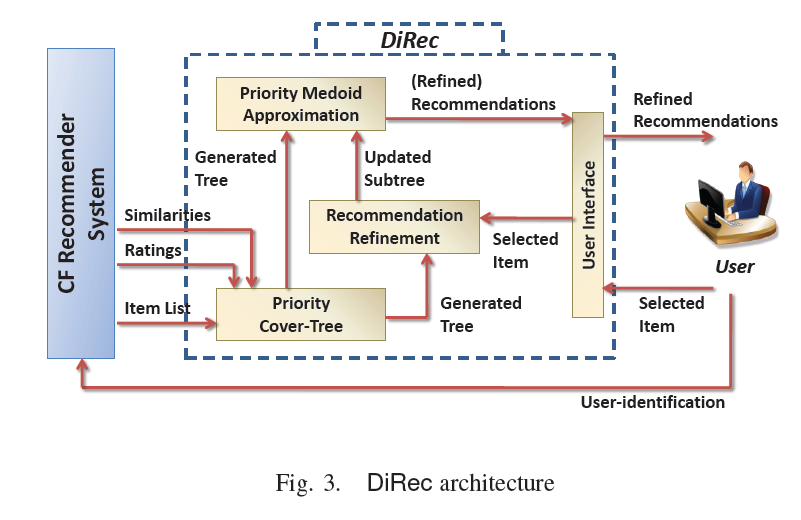 DiRec
CF Recommender
System
Priority Medoid
Approximation
(Refined)
Recommendations
Refined
Recommendations
Generated
Tree
Updated
Subtree
Similarities
Ratings
Item List
Recommendation
Refinement
Selected
Item
User Interface
User
Priority
Cover-Tree
Generated
Tree
Selected
Item
User-identification
Fig. 3. DiRec architecture